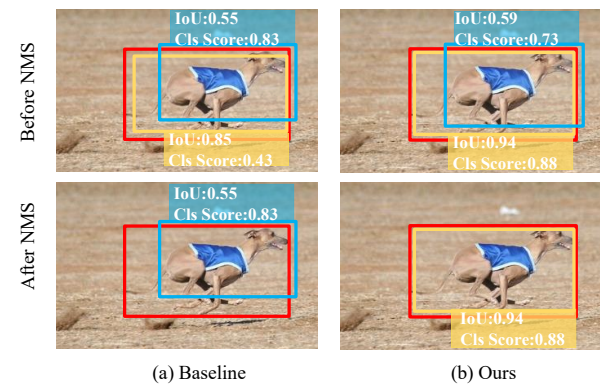 Before NMS
IoU:0.55
Cls Score:0.83
IoU:0.85
Cls Score:0.43
IoU:0.59
Cls Score:0.73
IoU:0.94
Cls Score:0.88
After NMS
IoU:0.55
Cls Score:0.83
IoU:0.94
Cls Score:0.88
(a) Baseline
(b) Ours